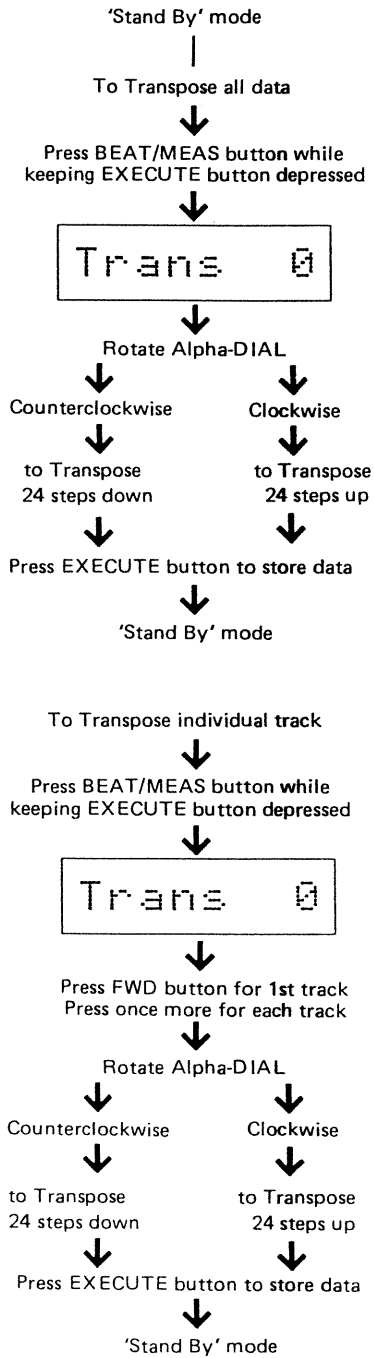 'Stand By' mode
To Transpose all data
Press BEAT/MEAS button while
keeping EXECUTE button depressed
Trans 0
Rotate Alpha-DIAL
Counterclockwise
Clockwise
to Transpose
24 steps down
to Transpose
24 steps up
Press EXECUTE button to store data
'Stand By' mode
To Transpose individual track
Press BEAT/MEAS button while
keeping EXECUTE button depressed
Trans 0
Press FWD button for 1st track
Press once more for each track
Rotate Alpha-DIAL
Counterclockwise
Clockwise
to Transpose
24 steps down
to Transpose
24 steps up
Press EXECUTE button to store data
'Stand By' mode